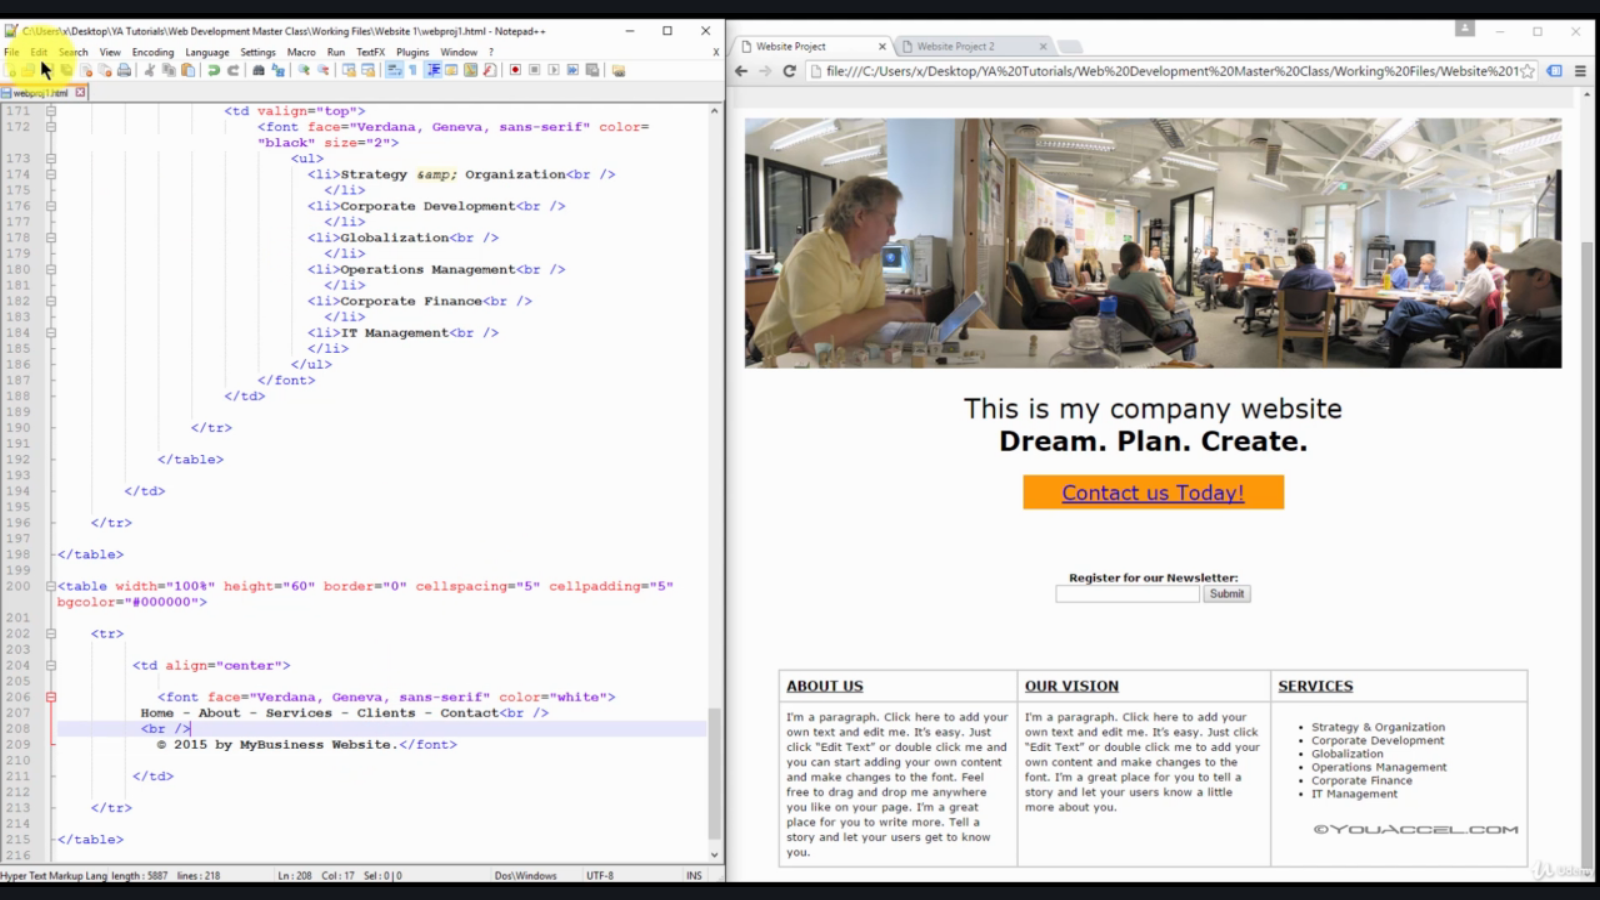 C:\Users\x\Desktop\YA Tutorials\Web Development Master Class\Working Files\Website 1\webproj1.html - Notepad++
File Edit Search View Encoding Language Settings Macro Run TextFX Plugins Window ? X
webproj1.html
171 <td valign="top">
172 <font face="Verdana, Geneva, sans-serif" color=
"black" size="2">
173 <ul>
174 <li>Strategy &amp; Organization<br />
175 </li>
176 <li>Corporate Development<br />
177 </li>
178 <li>Globalization<br />
179 </li>
180 <li>Operations Management<br />
181 </li>
182 <li>Corporate Finance<br />
183 </li>
184 <li>IT Management<br />
185 </li>
186 </ul>
187 </font>
188 </td>
189
190 </tr>
191
192 </table>
193
194 </td>
195
196 </tr>
197
198 </table>
199
200 <table width="100%" height="60" border="0" cellspacing="5" cellpadding="5"
bgcolor="#000000">
201
202 <tr>
203
204 <td align="center">
205
206 <font face="Verdana, Geneva, sans-serif" color="white">
207 Home - About - Services - Clients - Contact<br />
208 <br />
209 © 2015 by MyBusiness Website.</font>
210
211 </td>
212
213 </tr>
214
215 </table>
216
Hyper Text Markup Lang length : 5887 lines : 218 Ln : 208 Col : 17 Sel : 0 | 0 Dos\Windows UTF-8 INS
Website Project Website Project 2
file:///C:/Users/x/Desktop/YA%20Tutorials/Web%20Development%20Master%20Class/Working%20Files/Website%201
This is my company website
Dream. Plan. Create.
Contact us Today!
Register for our Newsletter:
Submit
ABOUT US
I'm a paragraph. Click here to add your
own text and edit me. It's easy. Just
click "Edit Text" or double click me and
you can start adding your own content
and make changes to the font. Feel
free to drag and drop me anywhere
you like on your page. I'm a great
place for you to write more. Tell a
story and let your users get to know
you.
OUR VISION
I'm a paragraph. Click here to add your
own text and edit me. It's easy. Just
"Edit Text" or double click me to add your
own content and make changes to the
font. I'm a great place for you to tell a
story and let your users know a little
more about you.
SERVICES
• Strategy & Organization
• Corporate Development
• Globalization
• Operations Management
• Corporate Finance
• IT Management
©YOUACCEL.COM
Udemy